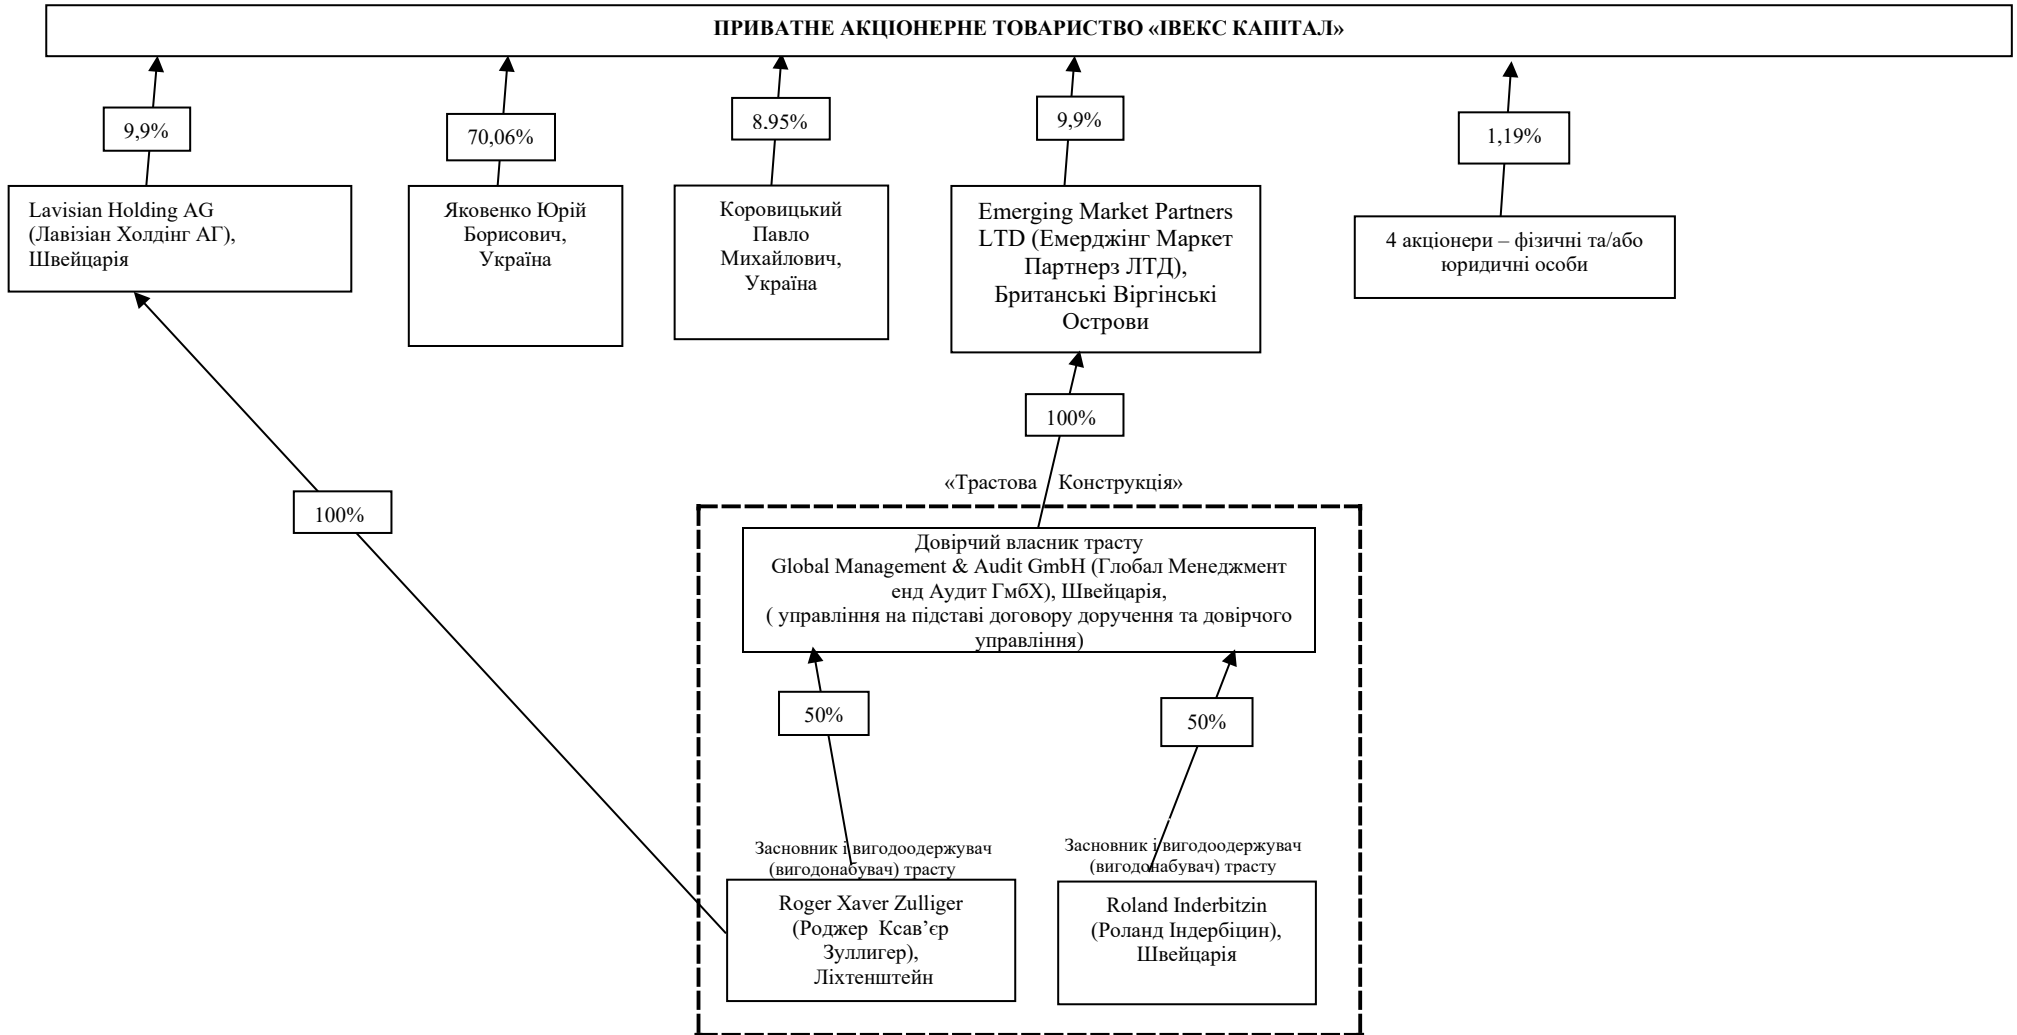 ПРИВАТНЕ АКЦІОНЕРНЕ ТОВАРИСТВО «ІВЕКС КАПІТАЛ»
9,9%
70,06%
8.95%
9,9%
1,19%
Lavisian Holding AG
(Лавізіан Холдінг АГ),
Швейцарія
Яковенко Юрій
Борисович,
Україна
Коровицький
Павло
Михайлович,
Україна
Emerging Market Partners
LTD (Емерджінг Маркет
Партнерз ЛТД),
Британські Віргінські
Острови
4 акціонери – фізичні та/або
юридичні особи
100%
«Трастова Конструкція»
100%
Довірчий власник трасту
Global Management & Audit GmbH (Глобал Менеджмент
енд Аудит ГмбХ), Швейцарія,
( управління на підставі договору доручення та довірчого
управління)
50%
50%
Засновник і вигодоодержувач
(вигодонабувач) трасту
Roger Xaver Zulliger
(Роджер Ксав’єр
Зуллигер),
Ліхтенштейн
Засновник і вигодоодержувач
(вигодонабувач) трасту
Roland Inderbitzin
(Роланд Індербіцин),
Швейцарія